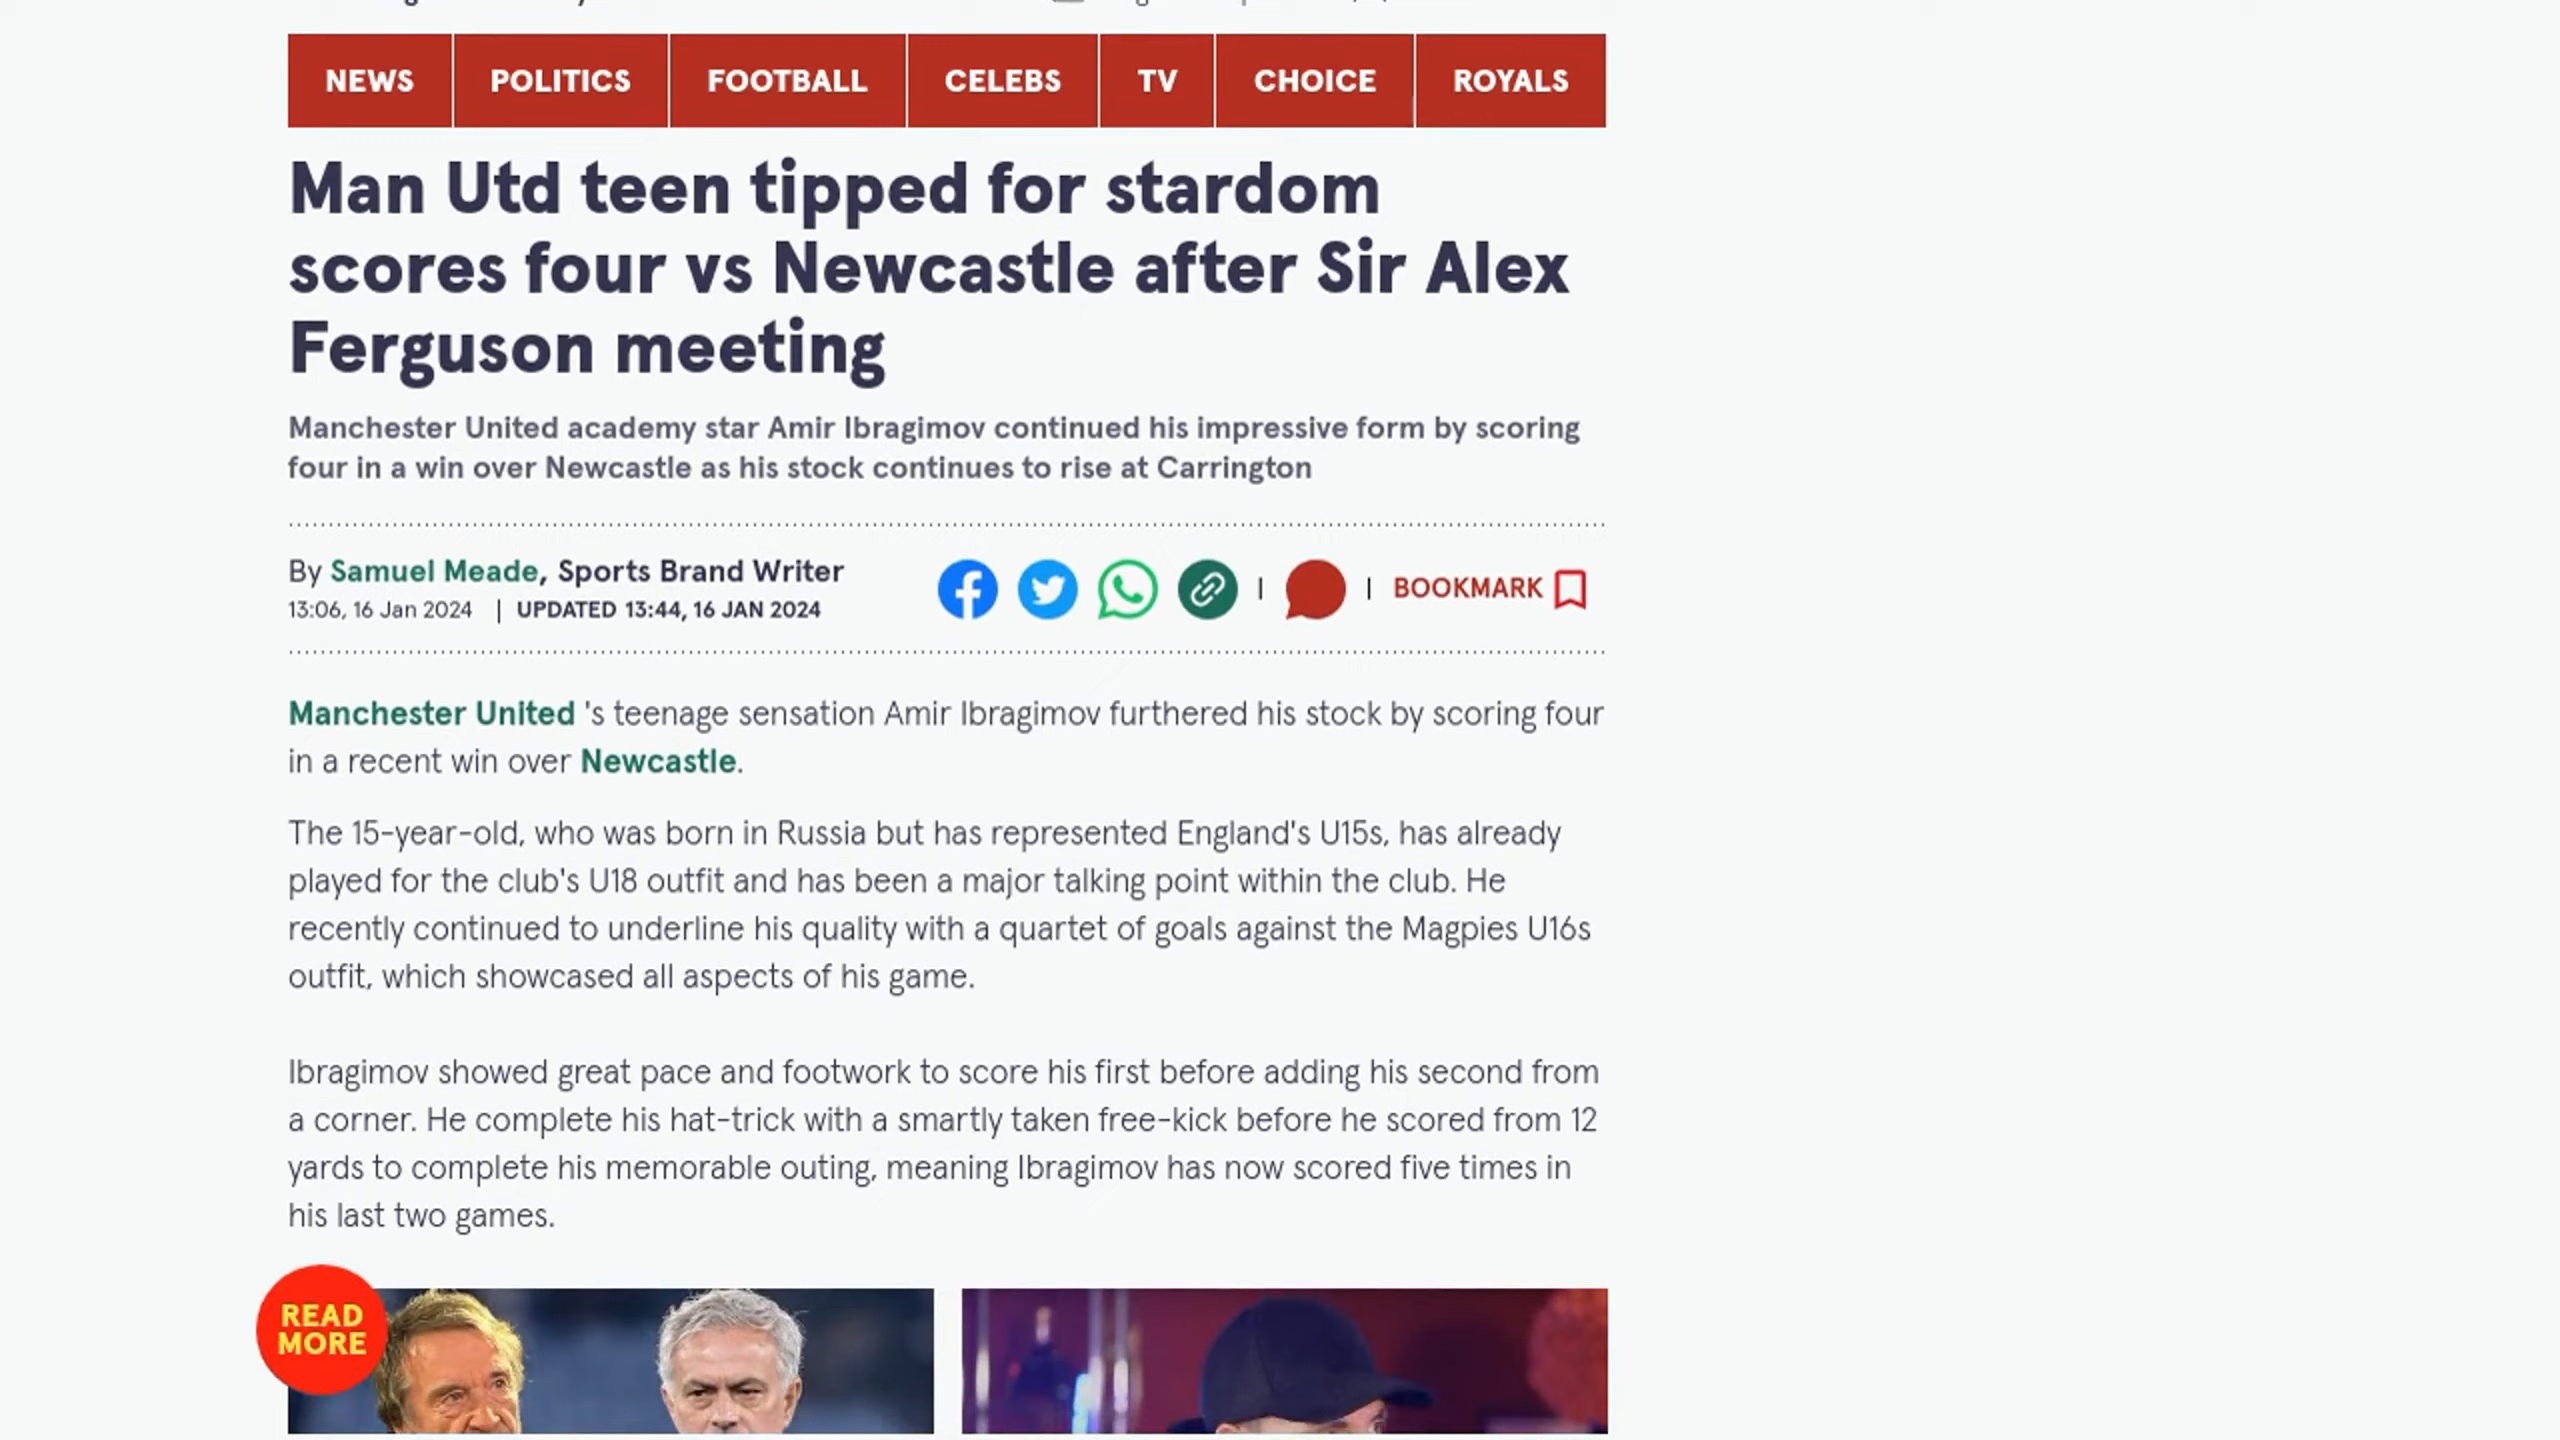 NEWS POLITICS FOOTBALL CELEBS TV CHOICE ROYALS
Man Utd teen tipped for stardom
scores four vs Newcastle after Sir Alex
Ferguson meeting
Manchester United academy star Amir Ibragimov continued his impressive form by scoring
four in a win over Newcastle as his stock continues to rise at Carrington
By Samuel Meade, Sports Brand Writer
13:06, 16 Jan 2024 | UPDATED 13:44, 16 JAN 2024
| | BOOKMARK
Manchester United 's teenage sensation Amir Ibragimov furthered his stock by scoring four
in a recent win over Newcastle.
The 15-year-old, who was born in Russia but has represented England's U15s, has already
played for the club's U18 outfit and has been a major talking point within the club. He
recently continued to underline his quality with a quartet of goals against the Magpies U16s
outfit, which showcased all aspects of his game.
Ibragimov showed great pace and footwork to score his first before adding his second from
a corner. He complete his hat-trick with a smartly taken free-kick before he scored from 12
yards to complete his memorable outing, meaning Ibragimov has now scored five times in
his last two games.
READ
MORE